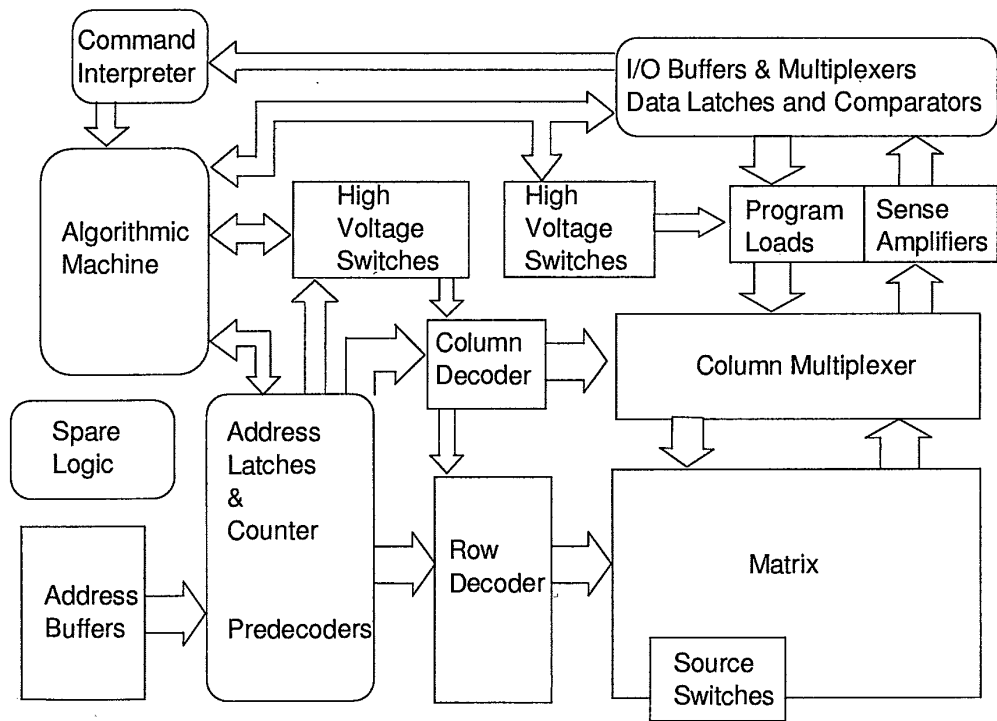 Command
Interpreter
I/O Buffers & Multiplexers
Data Latches and Comparators
Algorithmic
Machine
High
Voltage
Switches
High
Voltage
Switches
Program
Loads
Sense
Amplifiers
Column
Decoder
Column Multiplexer
Spare
Logic
Address
Latches
&
Counter
Predecoders
Address
Buffers
Row
Decoder
Matrix
Source
Switches